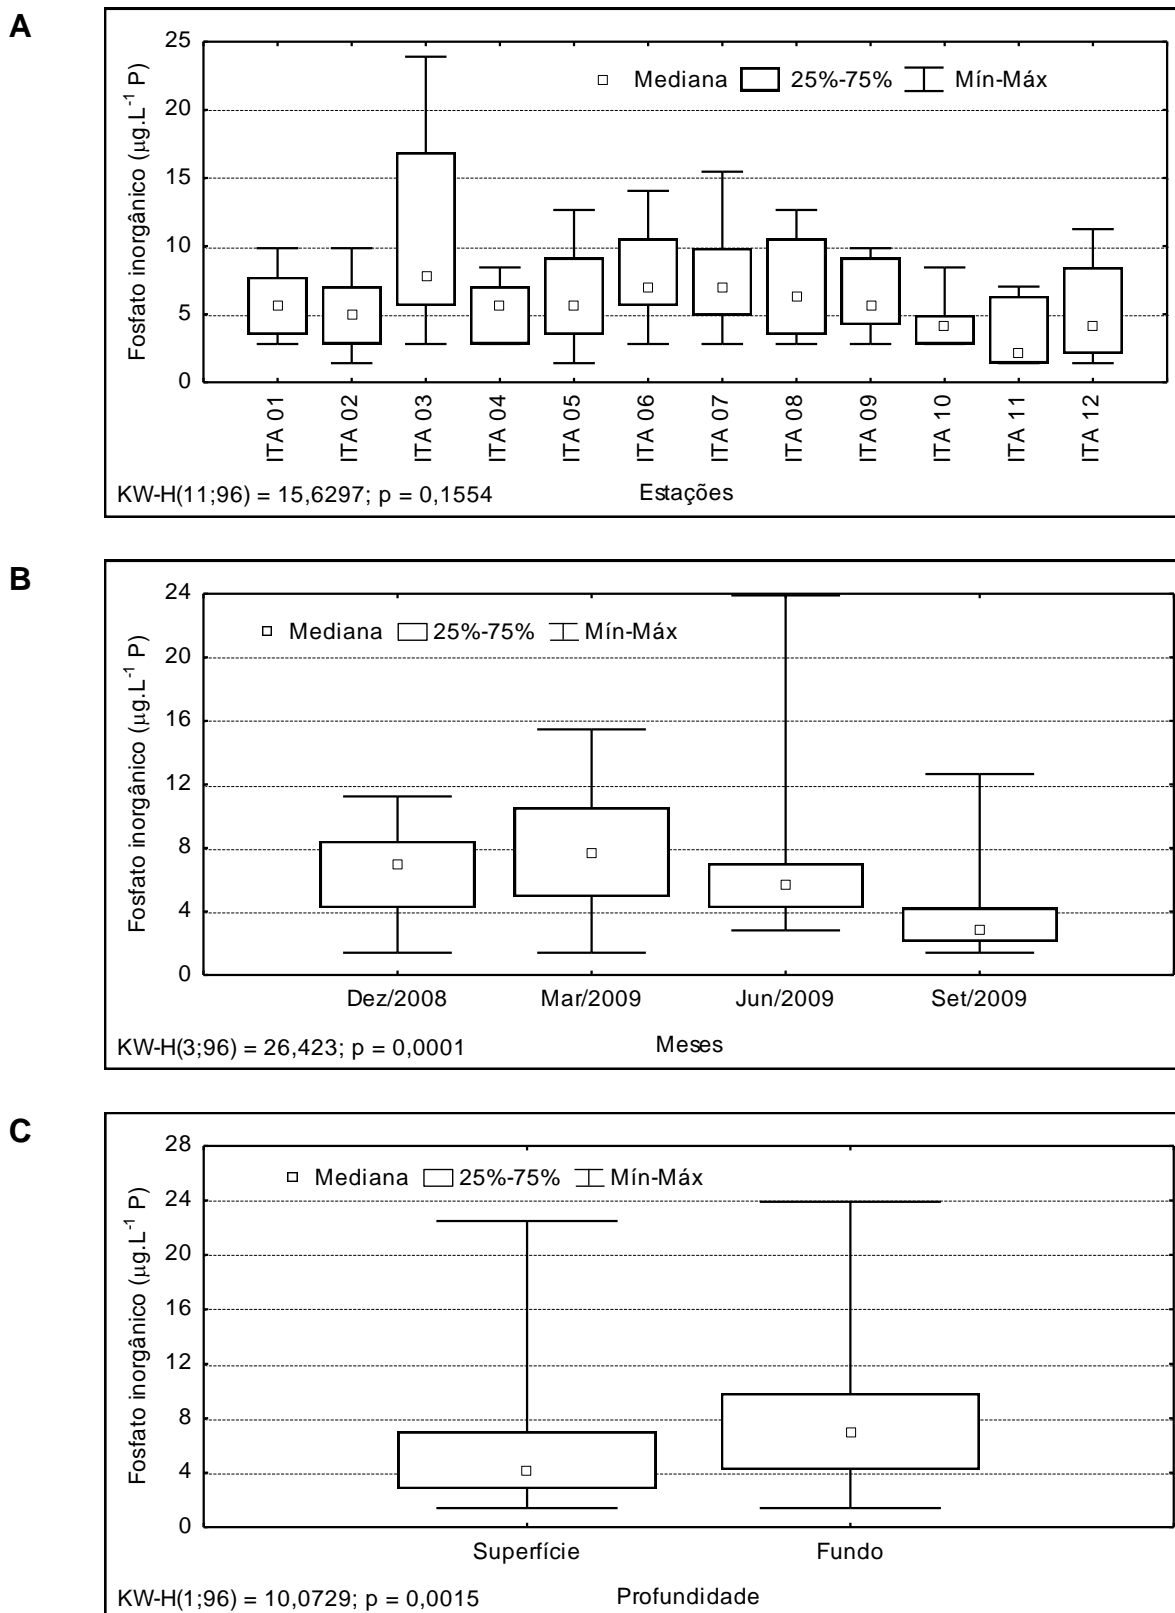 A
Fosfato inorgânico (µg.L⁻¹ P)
25
20
15
10
5
0
Mediana 25%-75% Mín-Máx
ITA 01
ITA 02
ITA 03
ITA 04
ITA 05
ITA 06
ITA 07
ITA 08
ITA 09
ITA 10
ITA 11
ITA 12
KW-H(11;96) = 15,6297; p = 0,1554
Estações
B
Fosfato inorgânico (µg.L⁻¹ P)
24
20
16
12
8
4
0
Mediana 25%-75% Mín-Máx
Dez/2008 Mar/2009 Jun/2009 Set/2009
KW-H(3;96) = 26,423; p = 0,0001
Meses
C
Fosfato inorgânico (µg.L⁻¹ P)
28
24
20
16
12
8
4
0
Mediana 25%-75% Mín-Máx
Superfície Fundo
KW-H(1;96) = 10,0729; p = 0,0015
Profundidade